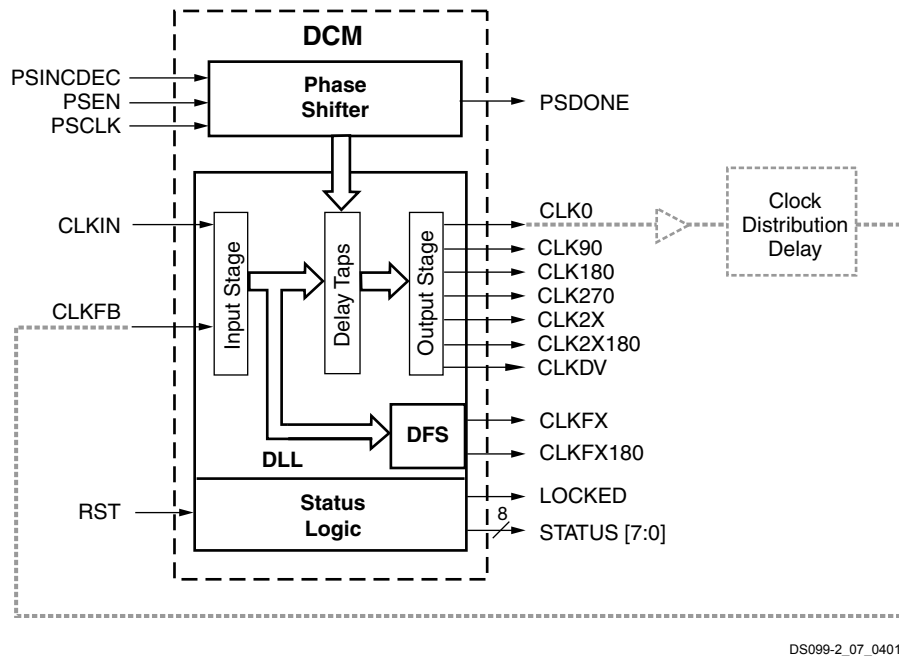 DCM
PSINCDEC
PSEN
PSCLK
Phase
Shifter
PSDONE
CLKIN
CLKFB
Input Stage
Delay Taps
Output Stage
CLK0
CLK90
CLK180
CLK270
CLK2X
CLK2X180
CLKDV
Clock
Distribution
Delay
DFS
CLKFX
CLKFX180
DLL
RST
Status
Logic
LOCKED
8
STATUS [7:0]
DS099-2_07_0401